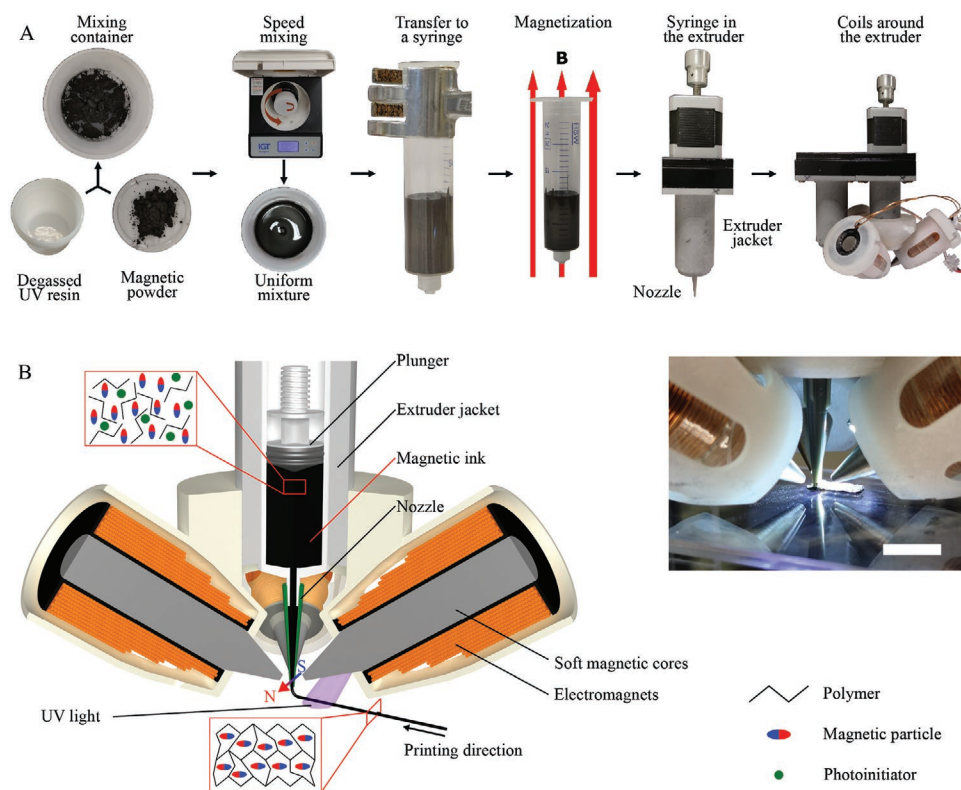 A
Mixing
container
Speed
mixing
Transfer to
a syringe
Magnetization
Syringe in
the extruder
Coils around
the extruder
B
IGT
Degassed
UV resin
Magnetic
powder
Uniform
mixture
Nozzle
Extruder
jacket
B
Plunger
Extruder jacket
Magnetic ink
Nozzle
Soft magnetic cores
Electromagnets
S
N
UV light
Printing direction
Polymer
Magnetic particle
Photoinitiator